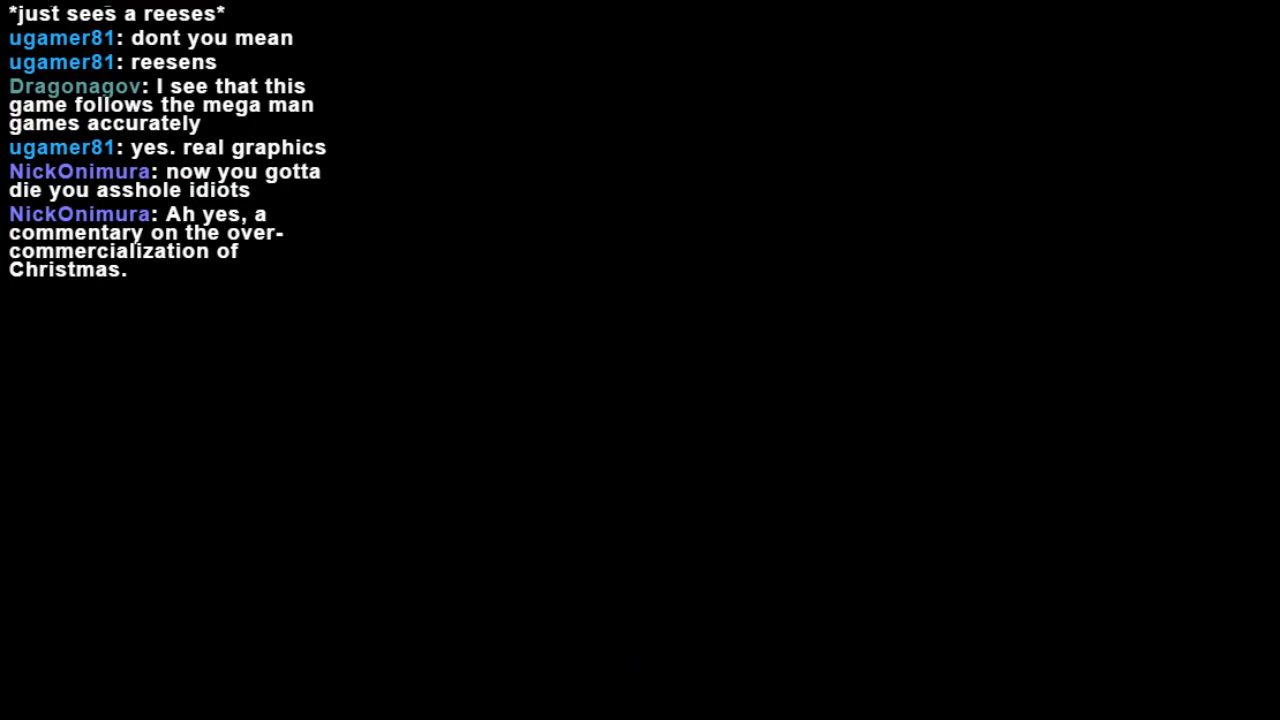 *just sees a reeses*
ugamer81: dont you mean
ugamer81: reesens
Dragonagov: I see that this
game follows the mega man
games accurately
ugamer81: yes. real graphics
NickOnimura: now you gotta
die you asshole idiots
NickOnimura: Ah yes, a
commentary on the over-
commercialization of
Christmas.